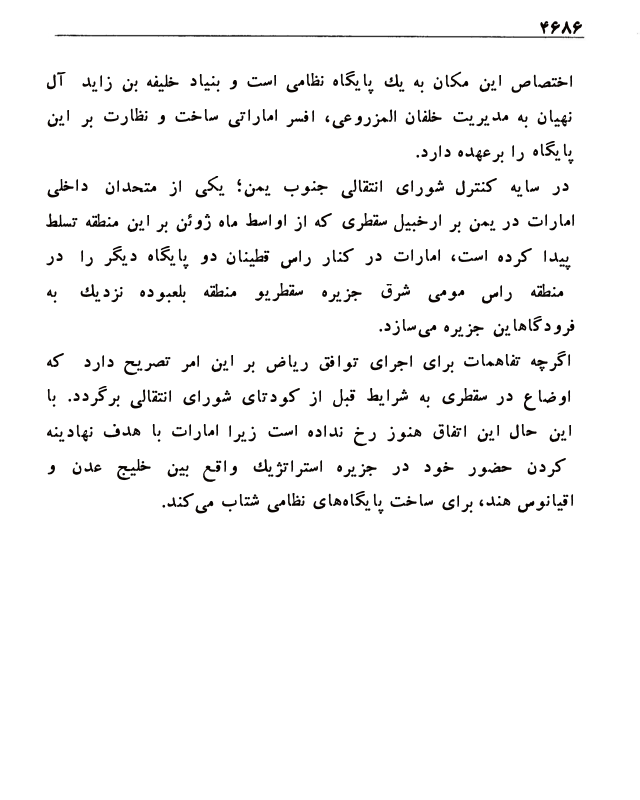 ۴۶۸۶
اختصاص این مکان به یك پایگاه نظامی است و بنیاد خلیفه بن زاید آل
نهیان به مدیریت خلفان المزروعی، افسر اماراتی ساخت و نظارت بر این
پایگاه را برعهده دارد.
در سایه کنترل شورای انتقالی جنوب یمن؛ یکی از متحدان داخلی
امارات در یمن بر ارخبیل سقطری که از اواسط ماه ژوئن بر این منطقه تسلط
پیدا کرده است، امارات در کنار راس قطینان دو پایگاه دیگر را در
منطقه راس مومی شرق جزیره سقطریو منطقه بلعبوده نزدیك به
فرودگاهاین جزیره می‌سازد.
اگرچه تفاهمات برای اجرای توافق ریاض بر این امر تصریح دارد که
اوضاع در سقطری به شرایط قبل از کودتای شورای انتقالی برگردد. با
این حال این اتفاق هنوز رخ نداده است زیرا امارات با هدف نهادینه
کردن حضور خود در جزیره استراتژیك واقع بین خلیج عدن و
اقیانوس هند، برای ساخت پایگاه‌های نظامی شتاب می‌کند.